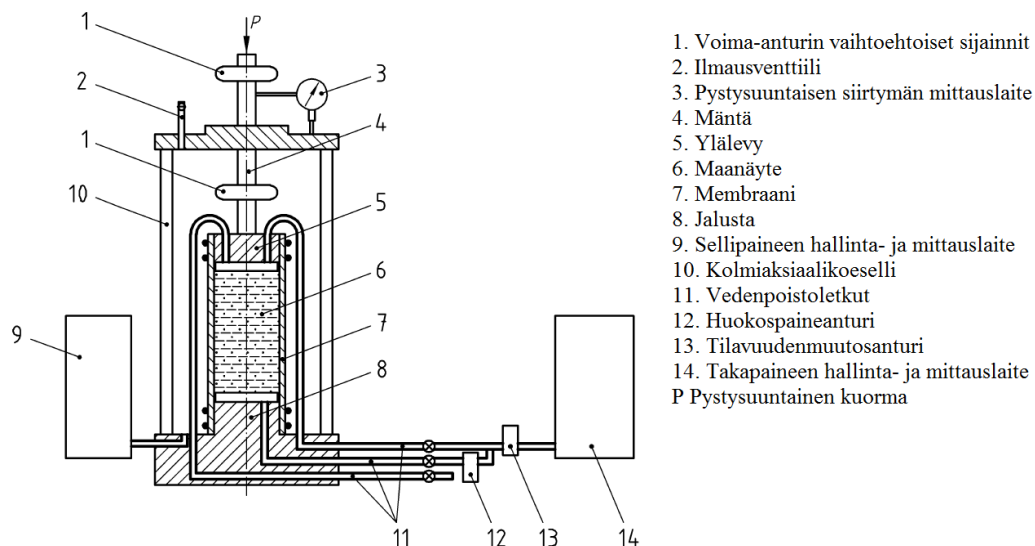 P
1
2
3
4
1
10
5
6
7
9
8
11
12
13
14
1. Voima-anturin vaihtoehtoiset sijainnit
2. Ilmausventtiili
3. Pystysuuntaisen siirtymän mittauslaite
4. Mäntä
5. Ylälevy
6. Maanäyte
7. Membraani
8. Jalusta
9. Sellipaineen hallinta- ja mittauslaite
10. Kolmiaksiaalikoeselli
11. Vedenpoistoletkut
12. Huokospaineanturi
13. Tilavuudenmuutosanturi
14. Takapaineen hallinta- ja mittauslaite
P Pystysuuntainen kuorma